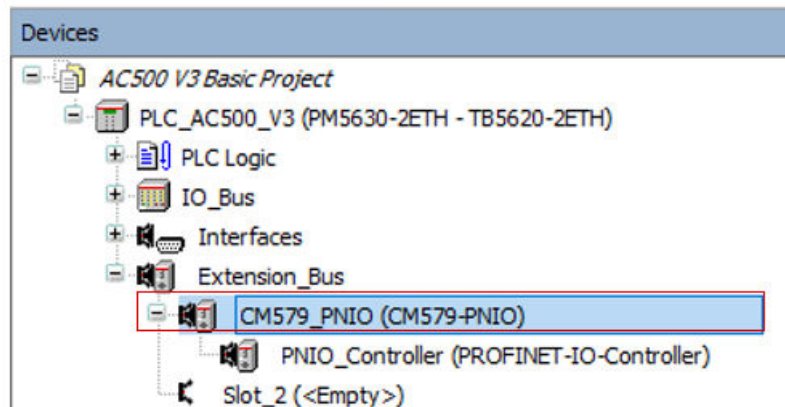 Devices
AC500 V3 Basic Project
PLC_AC500_V3 (PM5630-2ETH - TB5620-2ETH)
PLC Logic
IO_Bus
Interfaces
Extension_Bus
CM579_PNIO (CM579-PNIO)
PNIO_Controller (PROFINET-IO-Controller)
Slot_2 (<Empty>)